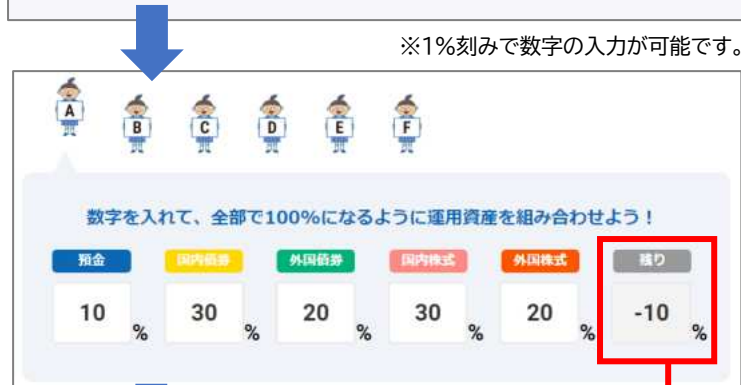 ※1%刻みで数字の入力が可能です。
A B C D E F
数字を入れて、全部で100%になるように運用資産を組み合わせよう！
預金 国内債券 外国債券 国内株式 外国株式 残り
10 % 30 % 20 % 30 % 20 % -10 %